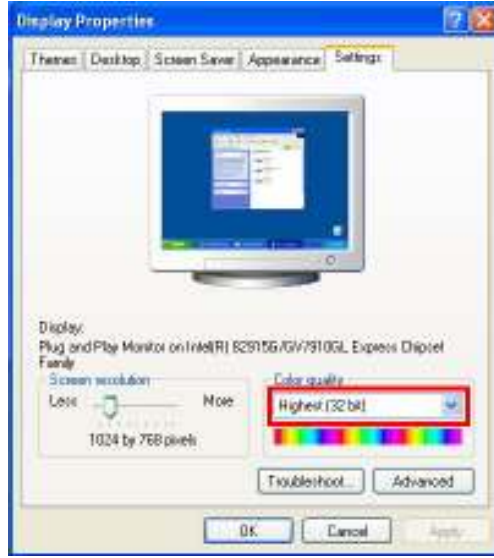 Display Properties
Themes Desktop Screen Saver Appearance Settings
Display:
Plug and Play Monitor on Intel(R) 82915G/GV/910GL Express Chipset
Family
Screen resolution
Less More
1024 by 768 pixels
Color quality
Highest (32 bit)
Troubleshoot... Advanced
OK Cancel Apply